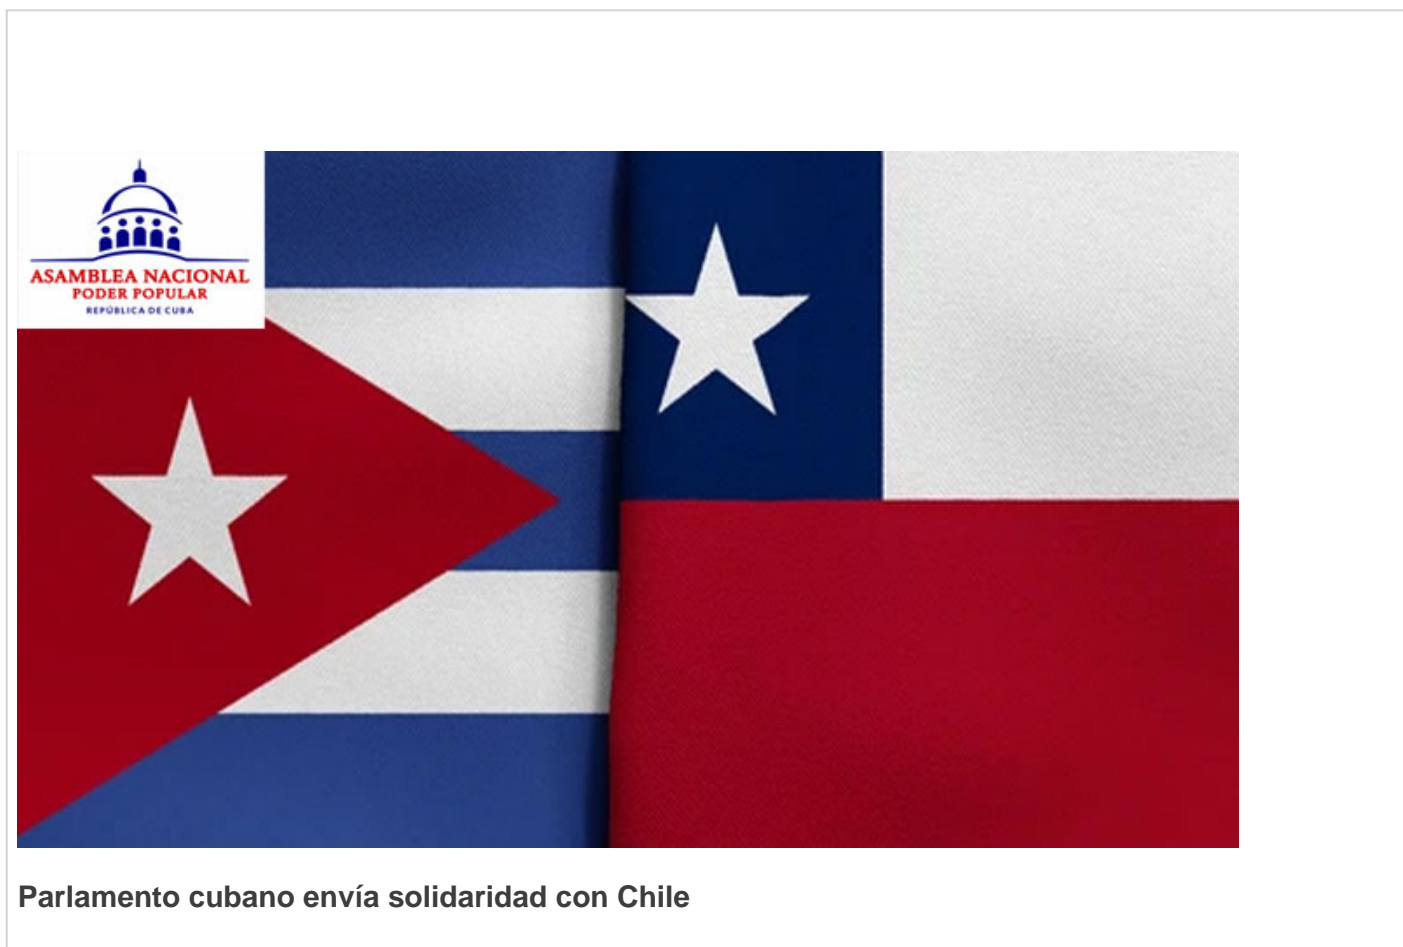 ASAMBLEA NACIONAL
PODER POPULAR
REPÚBLICA DE CUBA
Parlamento cubano envía solidaridad con Chile